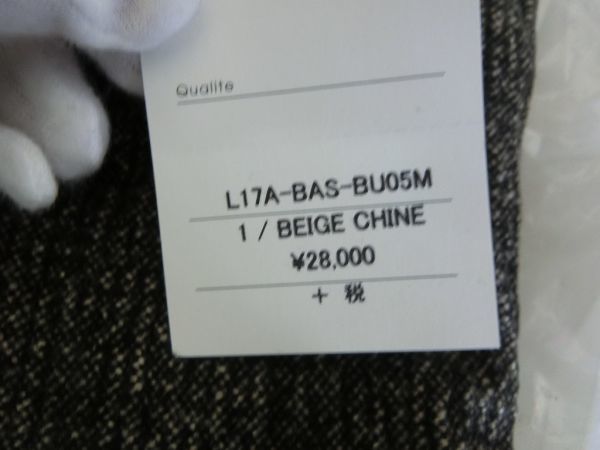 Qualite
L17A-BAS-BU05M
1 / BEIGE CHINE
¥28,000
+ 税